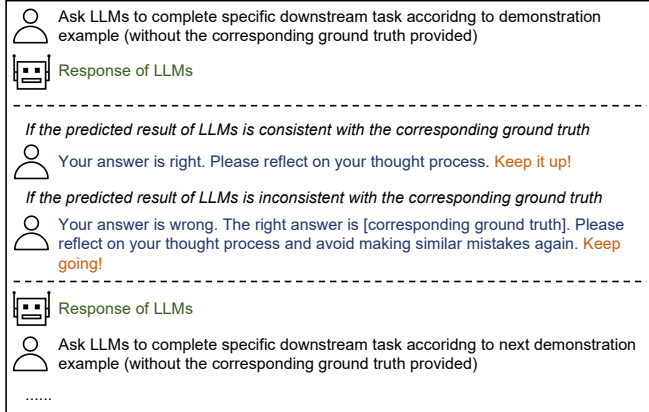 Ask LLMs to complete specific downstream task accoridng to demonstration
example (without the corresponding ground truth provided)
Response of LLMs
If the predicted result of LLMs is consistent with the corresponding ground truth
Your answer is right. Please reflect on your thought process. Keep it up!
If the predicted result of LLMs is inconsistent with the corresponding ground truth
Your answer is wrong. The right answer is [corresponding ground truth]. Please
reflect on your thought process and avoid making similar mistakes again. Keep
going!
Response of LLMs
Ask LLMs to complete specific downstream task accoridng to next demonstration
example (without the corresponding ground truth provided)
......